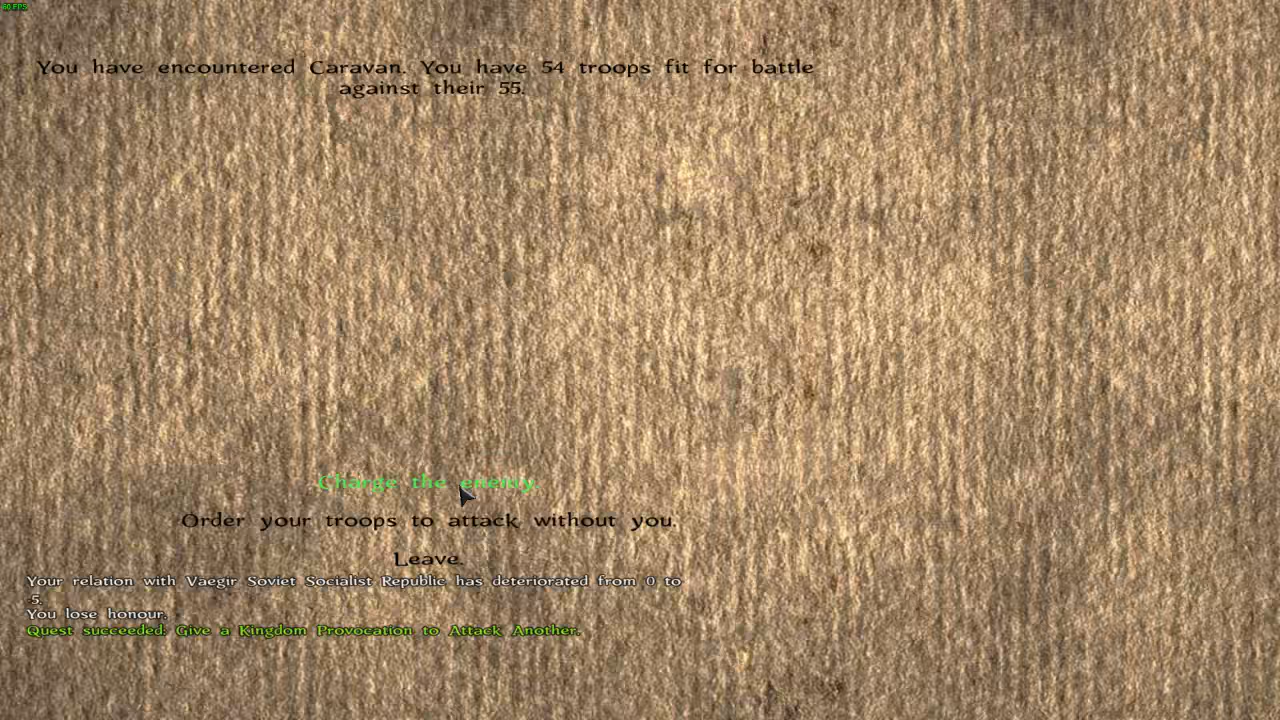 60 FPS
You have encountered Caravan. You have 54 troops fit for battle
against their 55.
Charge the enemy.
Order your troops to attack without you.
Leave.
Your relation with Vaegir Soviet Socialist Republic has deteriorated from 0 to
-5.
You lose honour.
Quest succeeded: Give a Kingdom Provocation to Attack Another.